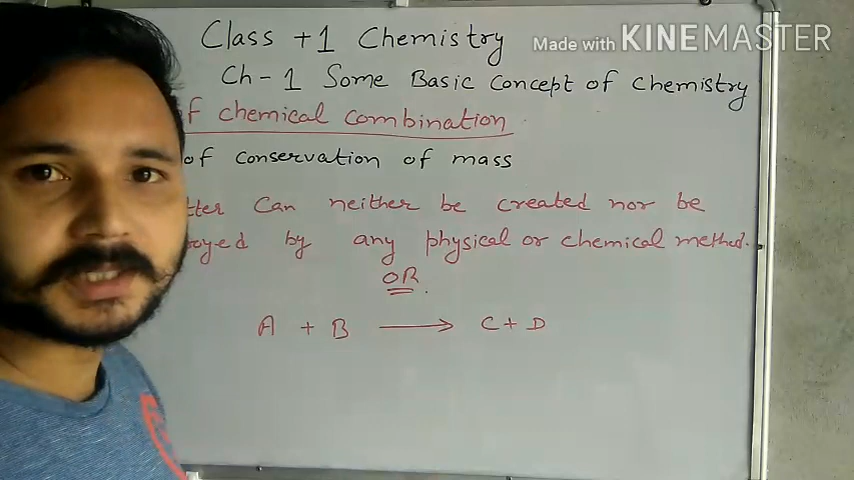 Class +1 Chemistry
Made with KINEMASTER
Ch-1 Some Basic Concept of Chemistry
f chemical combination
of conservation of mass
tter Can neither be created nor be
oyed by any physical or chemical method.
OR
A + B ⟶ C + D